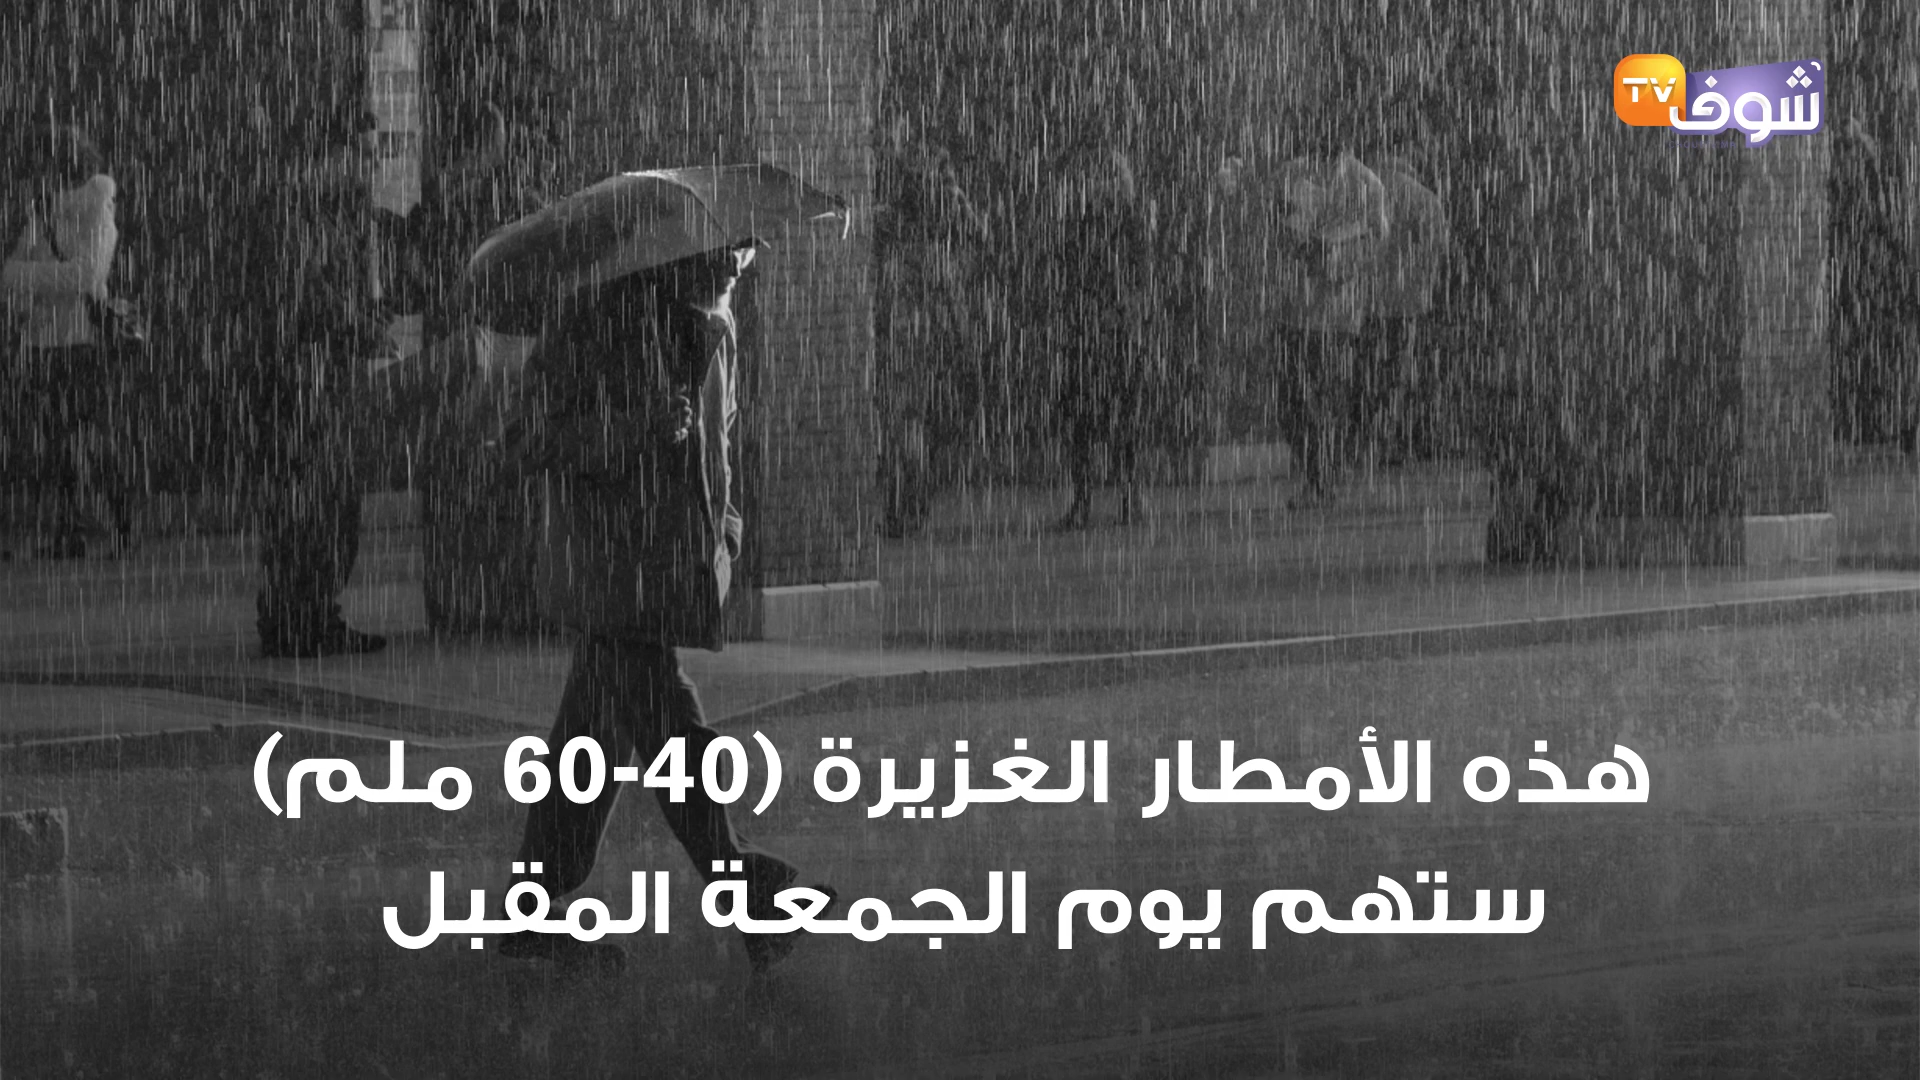 شوف TV
هذه الأمطار الغزيرة (40-60 ملم)
ستهم يوم الجمعة المقبل